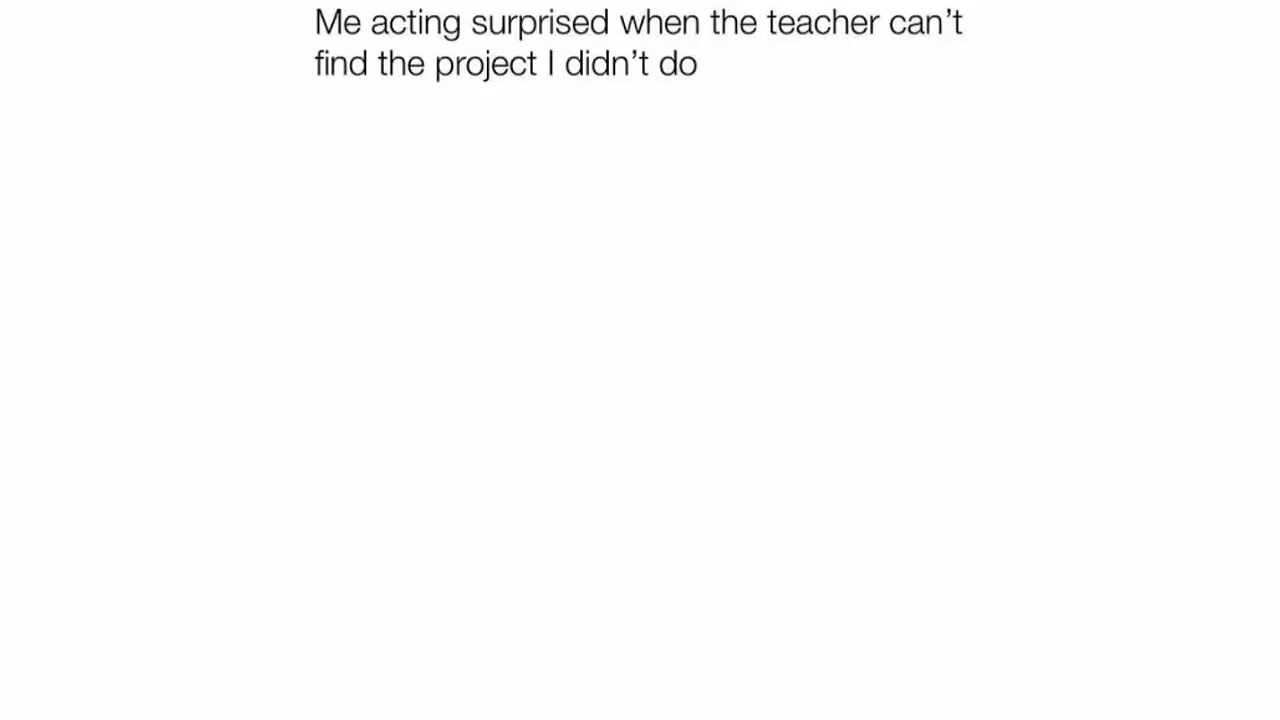 Me acting surprised when the teacher can’t
find the project I didn’t do